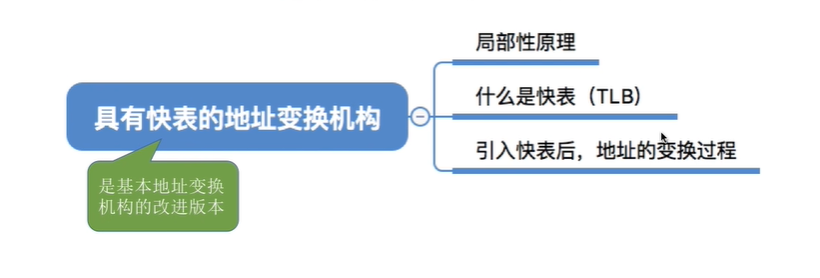 局部性原理
具有快表的地址变换机构
什么是快表（TLB）
引入快表后，地址的变换过程
是基本地址变换
机构的改进版本